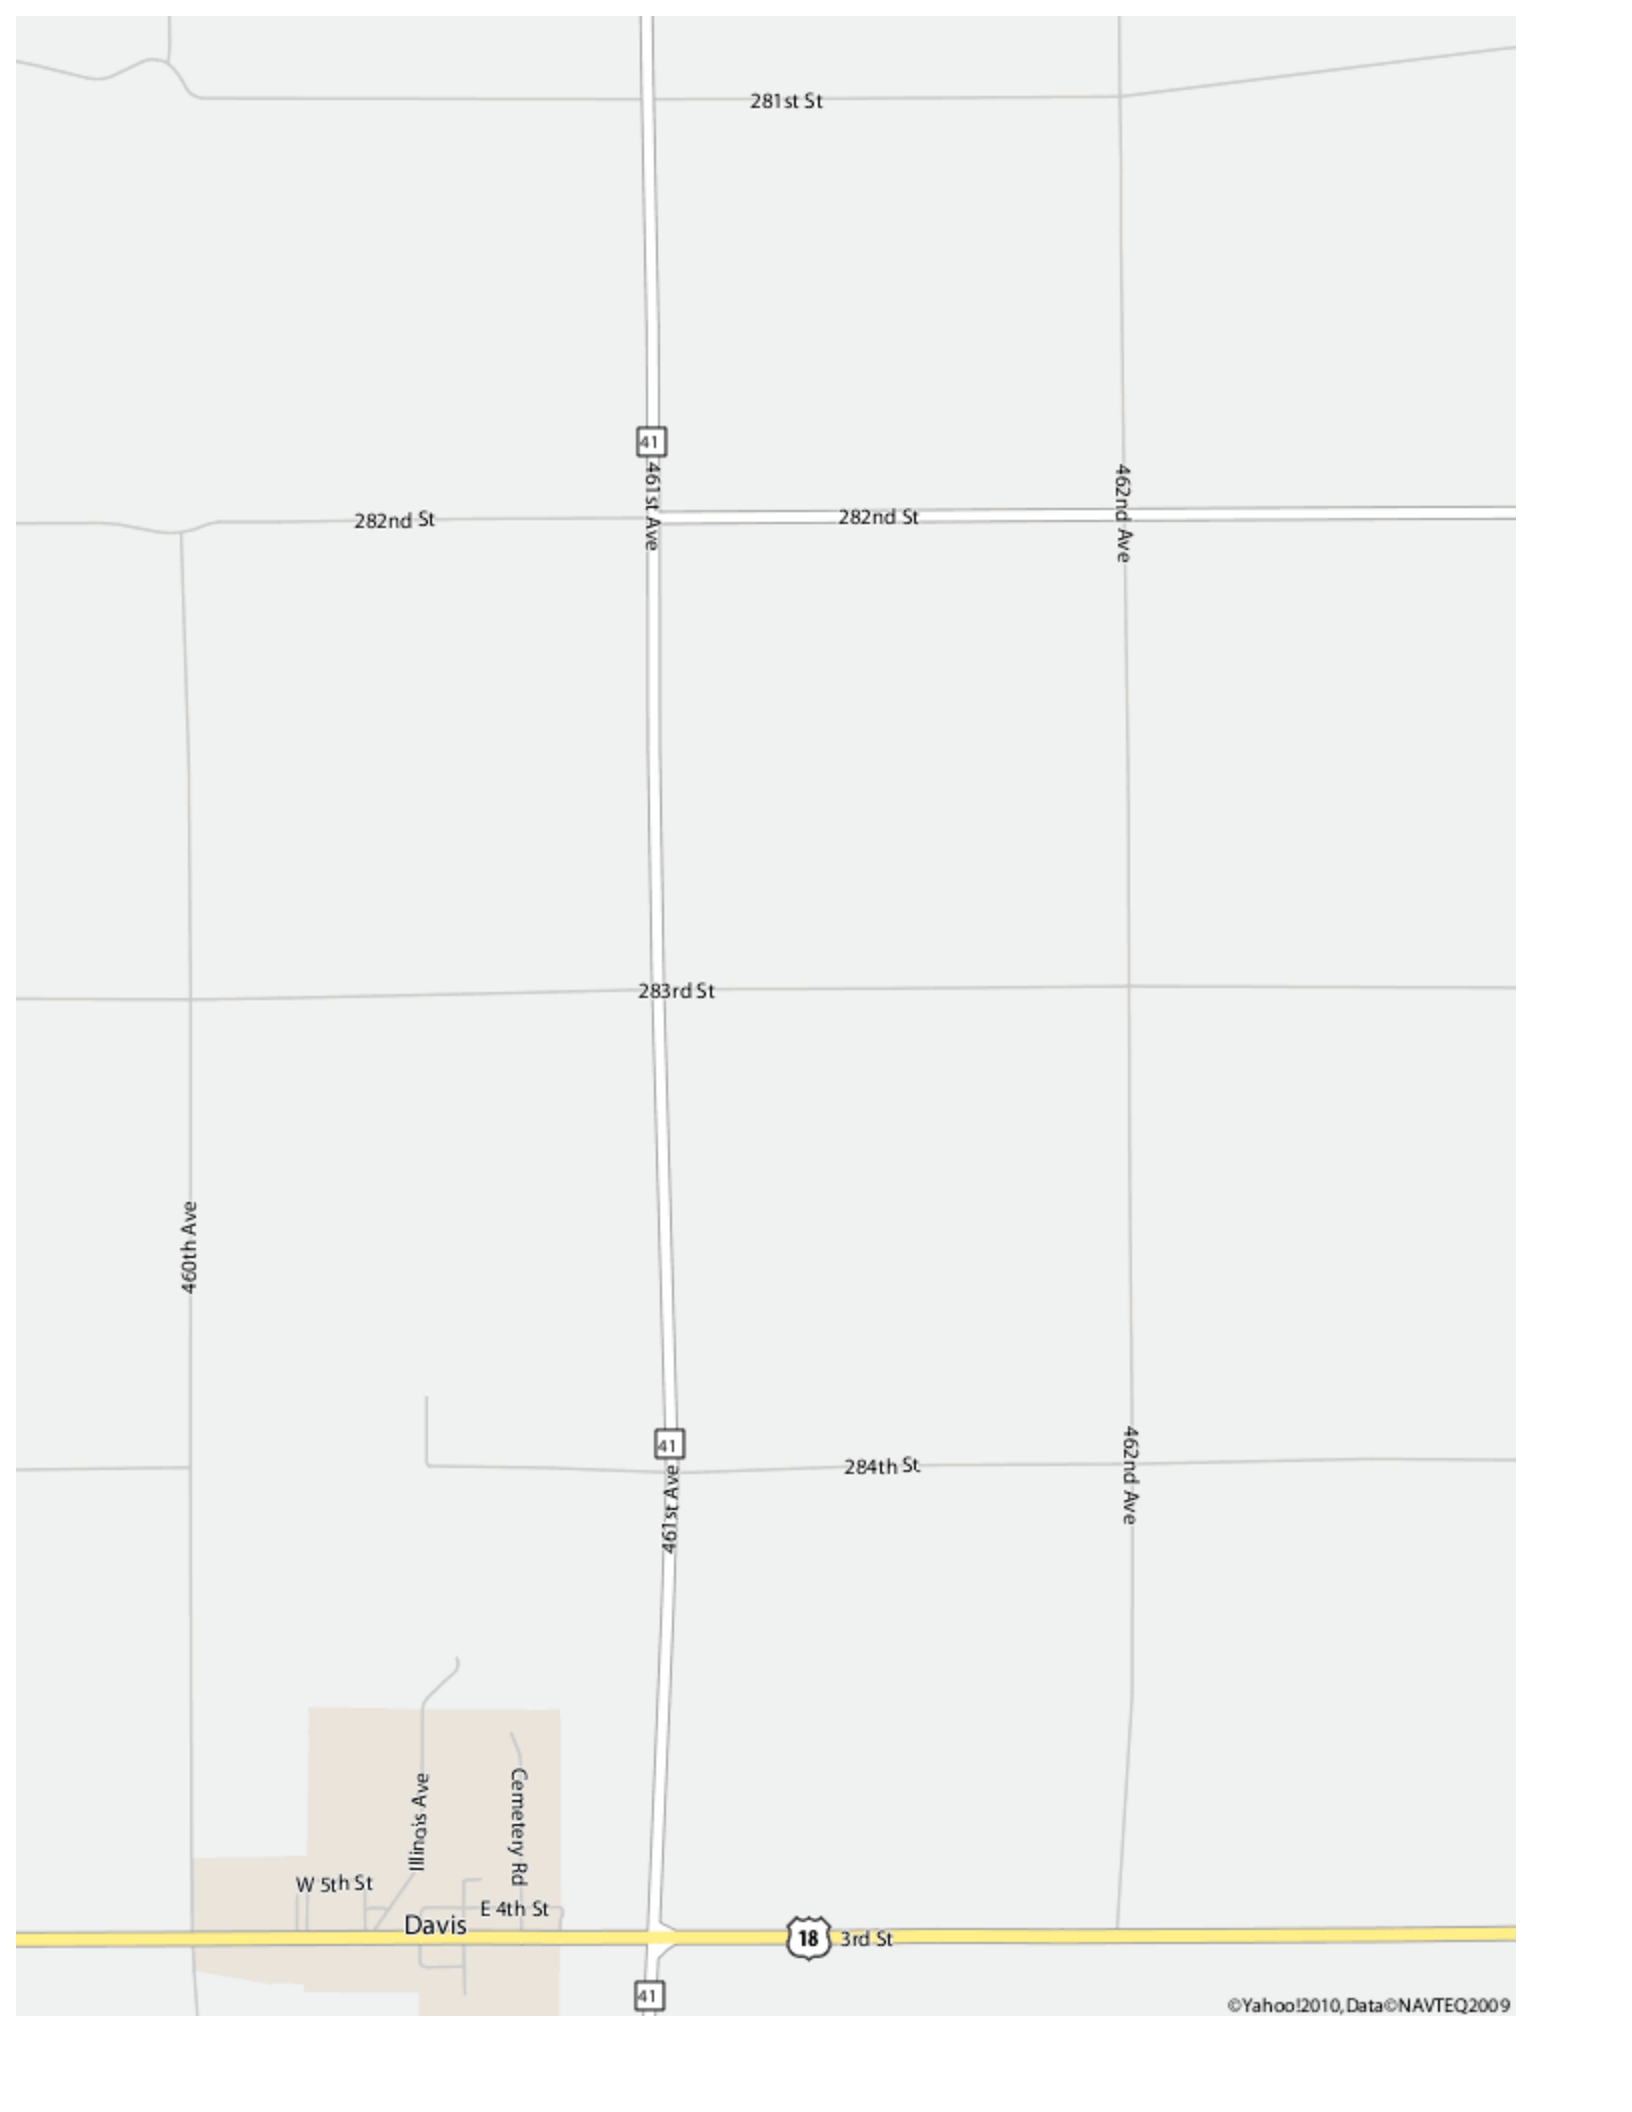 281st St
41
461st Ave
462nd Ave
282nd St
282nd St
283rd St
460th Ave
41
461st Ave
284th St
462nd Ave
Illinois Ave
Cemetery Rd
W 5th St
E 4th St
Davis
18
3rd St
41
©Yahoo!2010,Data©NAVTEQ2009